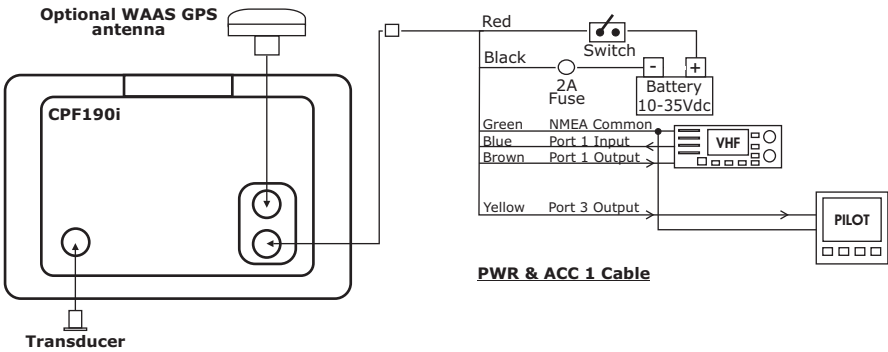 Optional WAAS GPS
antenna
CPF190i
Transducer
Red
Switch
Black
2A
Fuse
-
+
Battery
10-35Vdc
Green NMEA Common
Blue Port 1 Input
Brown Port 1 Output
VHF
Yellow Port 3 Output
PILOT
PWR & ACC 1 Cable